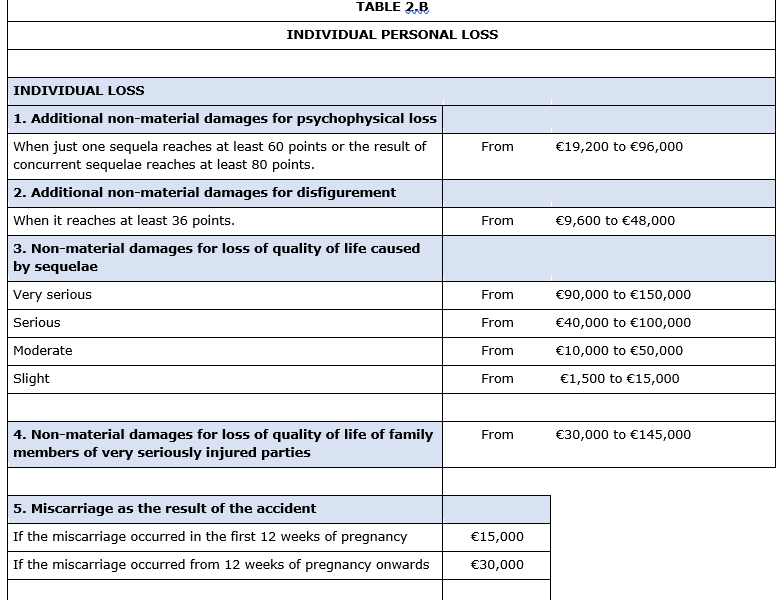 TABLE 2.B
INDIVIDUAL PERSONAL LOSS
INDIVIDUAL LOSS
1. Additional non-material damages for psychophysical loss
When just one sequela reaches at least 60 points or the result of From €19,200 to €96,000
concurrent sequelae reaches at least 80 points.
2. Additional non-material damages for disfigurement
When it reaches at least 36 points. From €9,600 to €48,000
3. Non-material damages for loss of quality of life caused
by sequelae
Very serious From €90,000 to €150,000
Serious From €40,000 to €100,000
Moderate From €10,000 to €50,000
Slight From €1,500 to €15,000
4. Non-material damages for loss of quality of life of family From €30,000 to €145,000
members of very seriously injured parties
5. Miscarriage as the result of the accident
If the miscarriage occurred in the first 12 weeks of pregnancy €15,000
If the miscarriage occurred from 12 weeks of pregnancy onwards €30,000